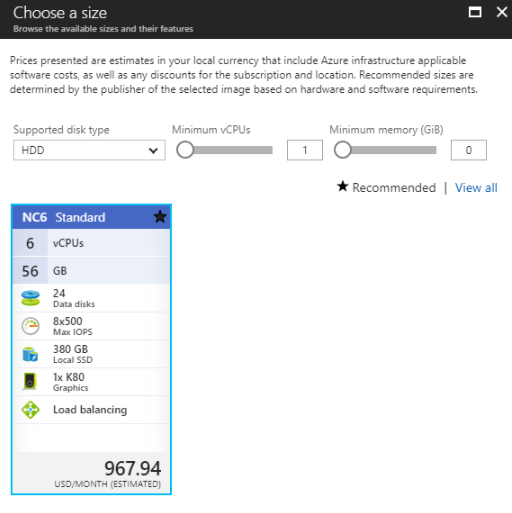 Choose a size
Browse the available sizes and their features
Prices presented are estimates in your local currency that include Azure infrastructure applicable
software costs, as well as any discounts for the subscription and location. Recommended sizes are
determined by the publisher of the selected image based on hardware and software requirements.
Supported disk type Minimum vCPUs Minimum memory (GiB)
HDD 1 0
★ Recommended | View all
NC6 Standard ★
6 vCPUs
56 GB
24
Data disks
8x500
Max IOPS
380 GB
Local SSD
1x K80
Graphics
Load balancing
967.94
USD/MONTH (ESTIMATED)